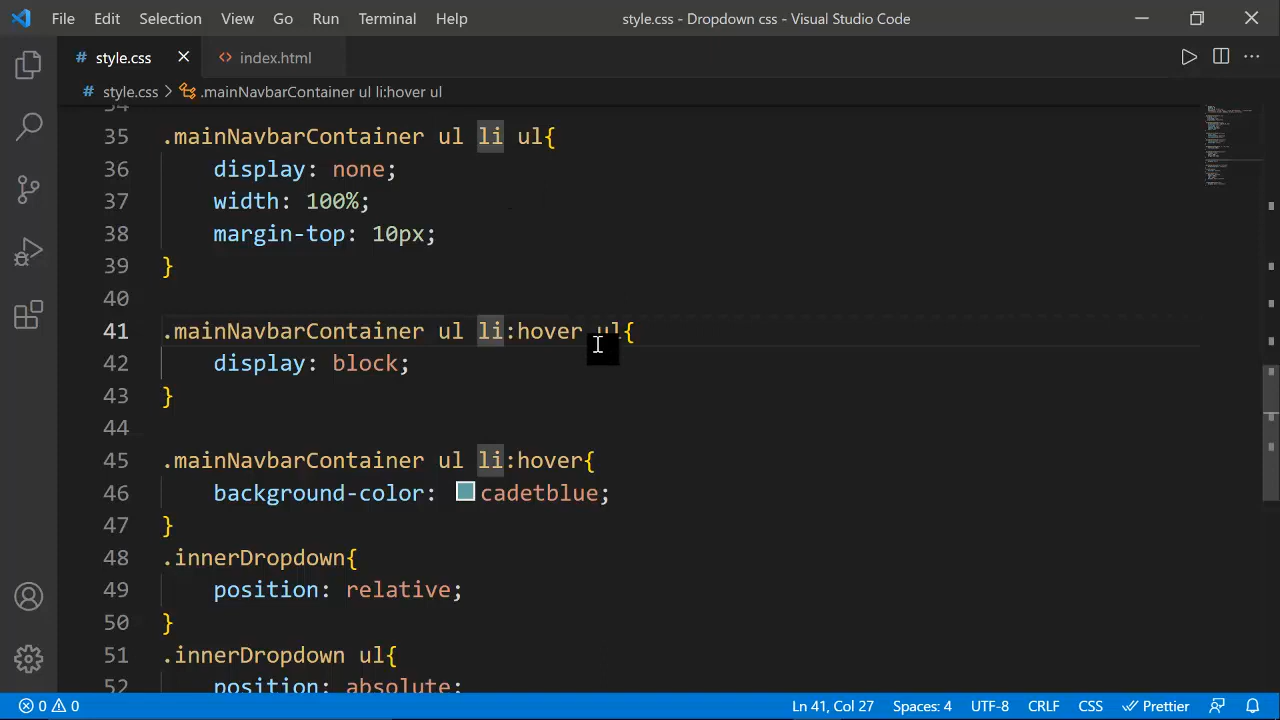 File Edit Selection View Go Run Terminal Help style.css - Dropdown css - Visual Studio Code
# style.css <> index.html
# style.css > .mainNavbarContainer ul li:hover ul
34
35 .mainNavbarContainer ul li ul{
36 display: none;
37 width: 100%;
38 margin-top: 10px;
39 }
40
41 .mainNavbarContainer ul li:hover ul{
42 display: block;
43 }
44
45 .mainNavbarContainer ul li:hover{
46 background-color: cadetblue;
47 }
48 .innerDropdown{
49 position: relative;
50 }
51 .innerDropdown ul{
52 position: absolute;
0 0 Ln 41, Col 27 Spaces: 4 UTF-8 CRLF CSS Prettier